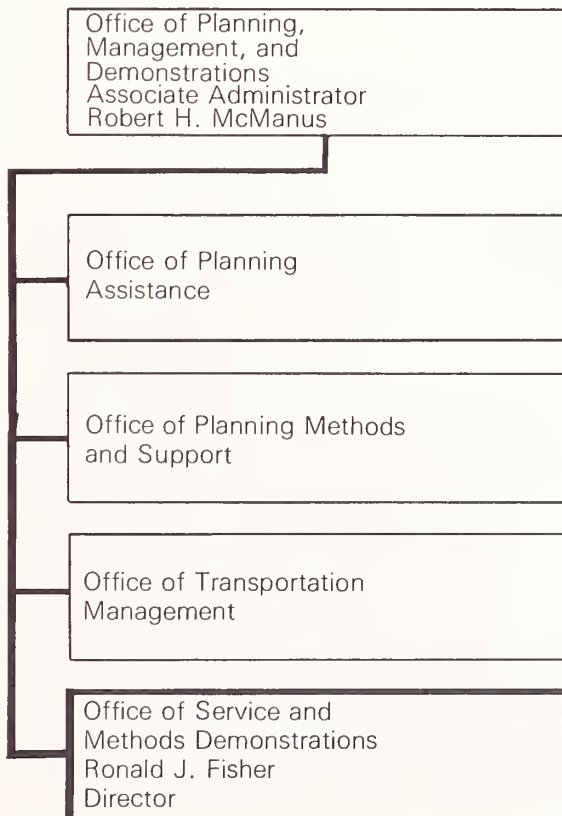 Office of Planning,
Management, and
Demonstrations
Associate Administrator
Robert H. McManus
Office of Planning
Assistance
Office of Planning Methods
and Support
Office of Transportation
Management
Office of Service and
Methods Demonstrations
Ronald J. Fisher
Director